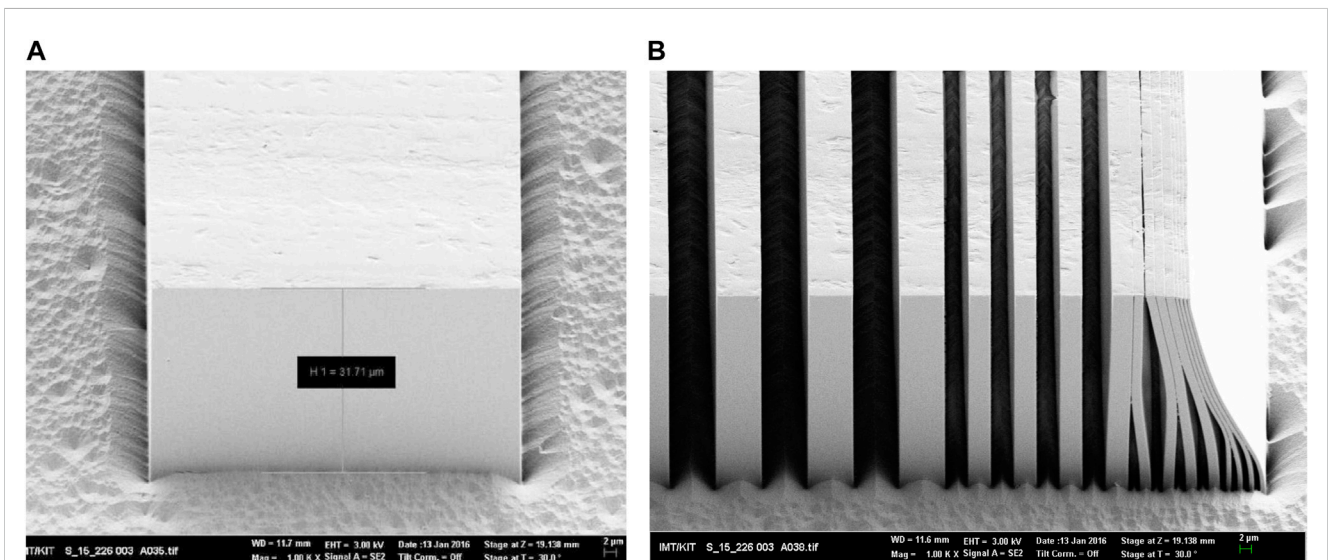 A
B
H 1 = 31.71 µm
IMT/KIT S_15_226 003 A035.tif
WD = 11.7 mm EHT = 3.00 kV Date :13 Jan 2016 Stage at Z = 19.138 mm 2 µm
Mag = 1.00 K X Signal A = SE2 Tilt Corrn. = Off Stage at T = 30.0 °
IMT/KIT S_15_226 003 A038.tif
WD = 11.6 mm EHT = 3.00 kV Date :13 Jan 2016 Stage at Z = 19.138 mm 2 µm
Mag = 1.00 K X Signal A = SE2 Tilt Corrn. = Off Stage at T = 30.0 °